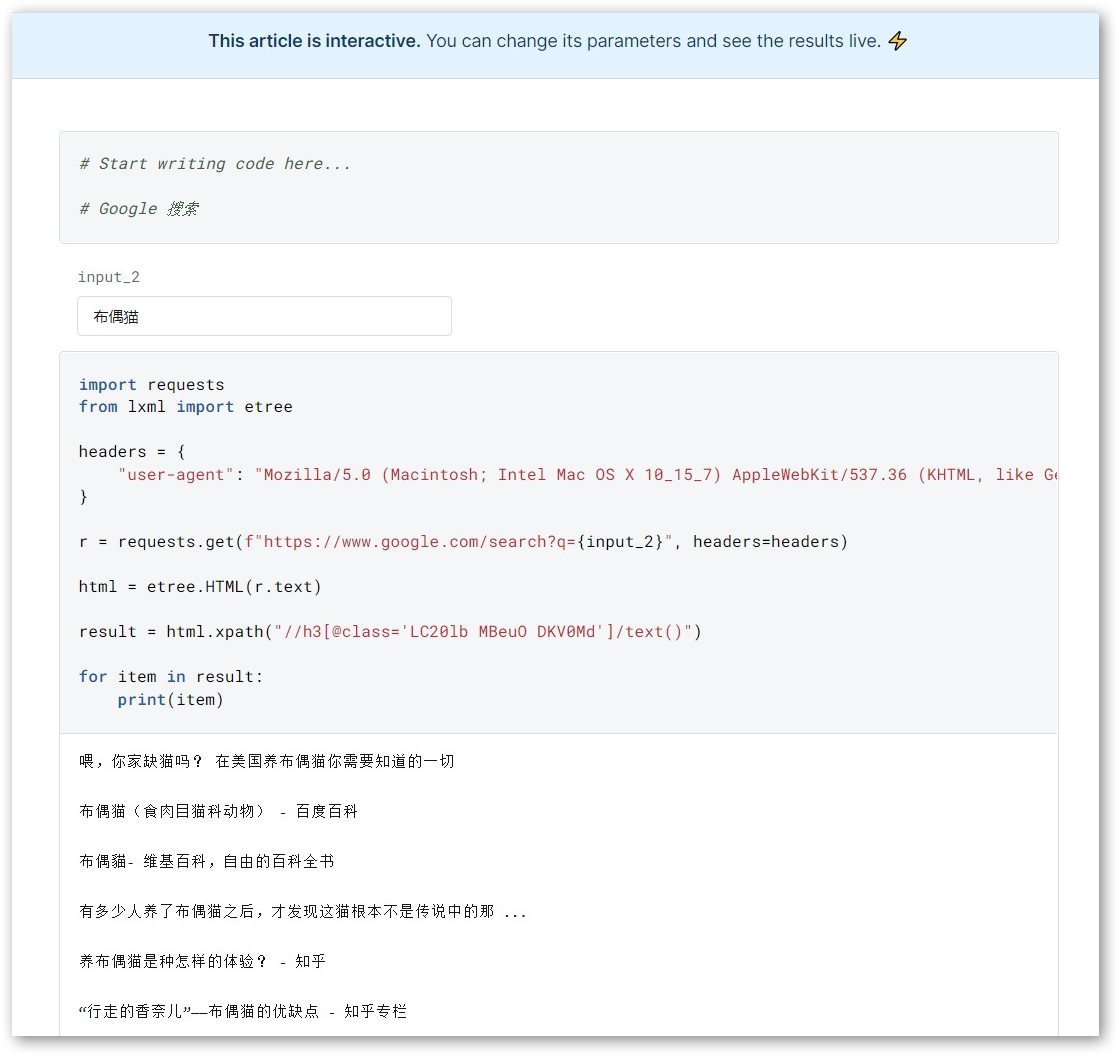 This article is interactive. You can change its parameters and see the results live. ⚡
# Start writing code here...
# Google 搜索
input_2
布偶猫
import requests
from lxml import etree
headers = {
    "user-agent": "Mozilla/5.0 (Macintosh; Intel Mac OS X 10_15_7) AppleWebKit/537.36 (KHTML, like
}
r = requests.get(f"https://www.google.com/search?q={input_2}", headers=headers)
html = etree.HTML(r.text)
result = html.xpath("//h3[@class='LC20lb MBeuO DKV0Md']/text()")
for item in result:
    print(item)
喂，你家缺猫吗？ 在美国养布偶猫你需要知道的一切
布偶猫（食肉目猫科动物） - 百度百科
布偶貓- 维基百科，自由的百科全书
有多少人养了布偶猫之后，才发现这猫根本不是传说中的那 ...
养布偶猫是种怎样的体验？ - 知乎
“行走的香奈儿”——布偶猫的优缺点 - 知乎专栏